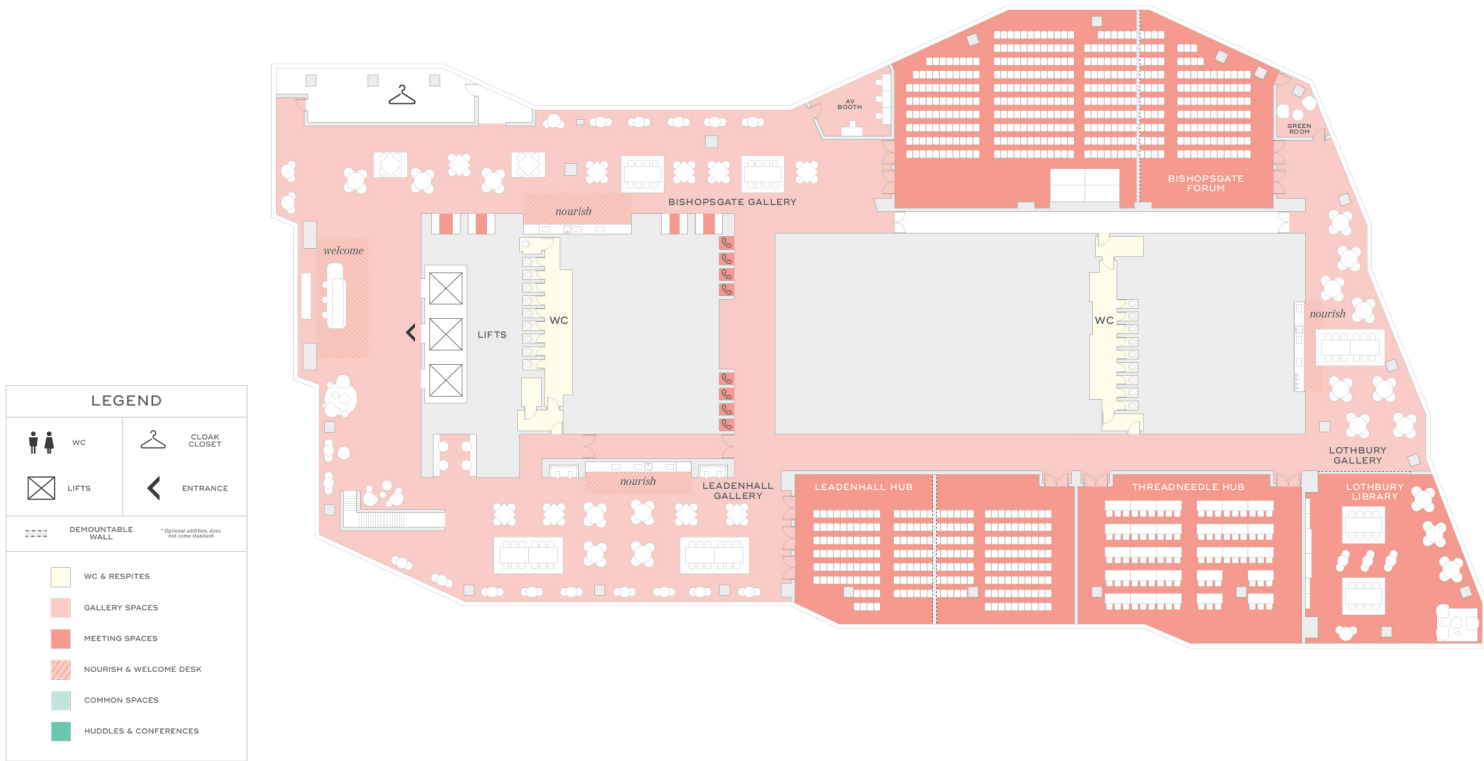 AV
BOOTH
GREEN
ROOM
BISHOPSGATE
FORUM
BISHOPSGATE GALLERY
nourish
welcome
LIFTS
WC
WC
nourish
LOTHBURY
GALLERY
nourish
LEADENHALL
GALLERY
LEADENHALL HUB
THREADNEEDLE HUB
LOTHBURY
LIBRARY
LEGEND
WC
CLOAK
CLOSET
LIFTS
ENTRANCE
DEMOUNTABLE
WALL
* Optional addition, does
not come standard
WC & RESPITES
GALLERY SPACES
MEETING SPACES
NOURISH & WELCOME DESK
COMMON SPACES
HUDDLES & CONFERENCES